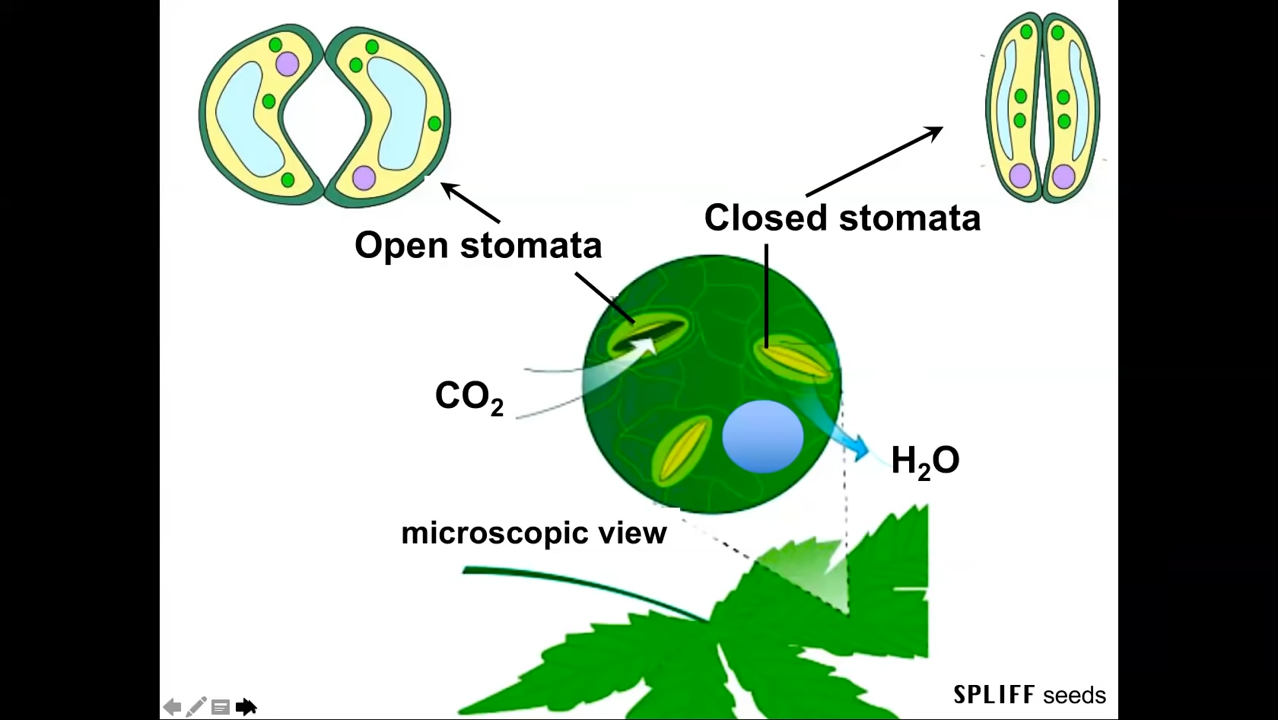 Open stomata
Closed stomata
CO₂
H₂O
microscopic view
SPLIFF seeds